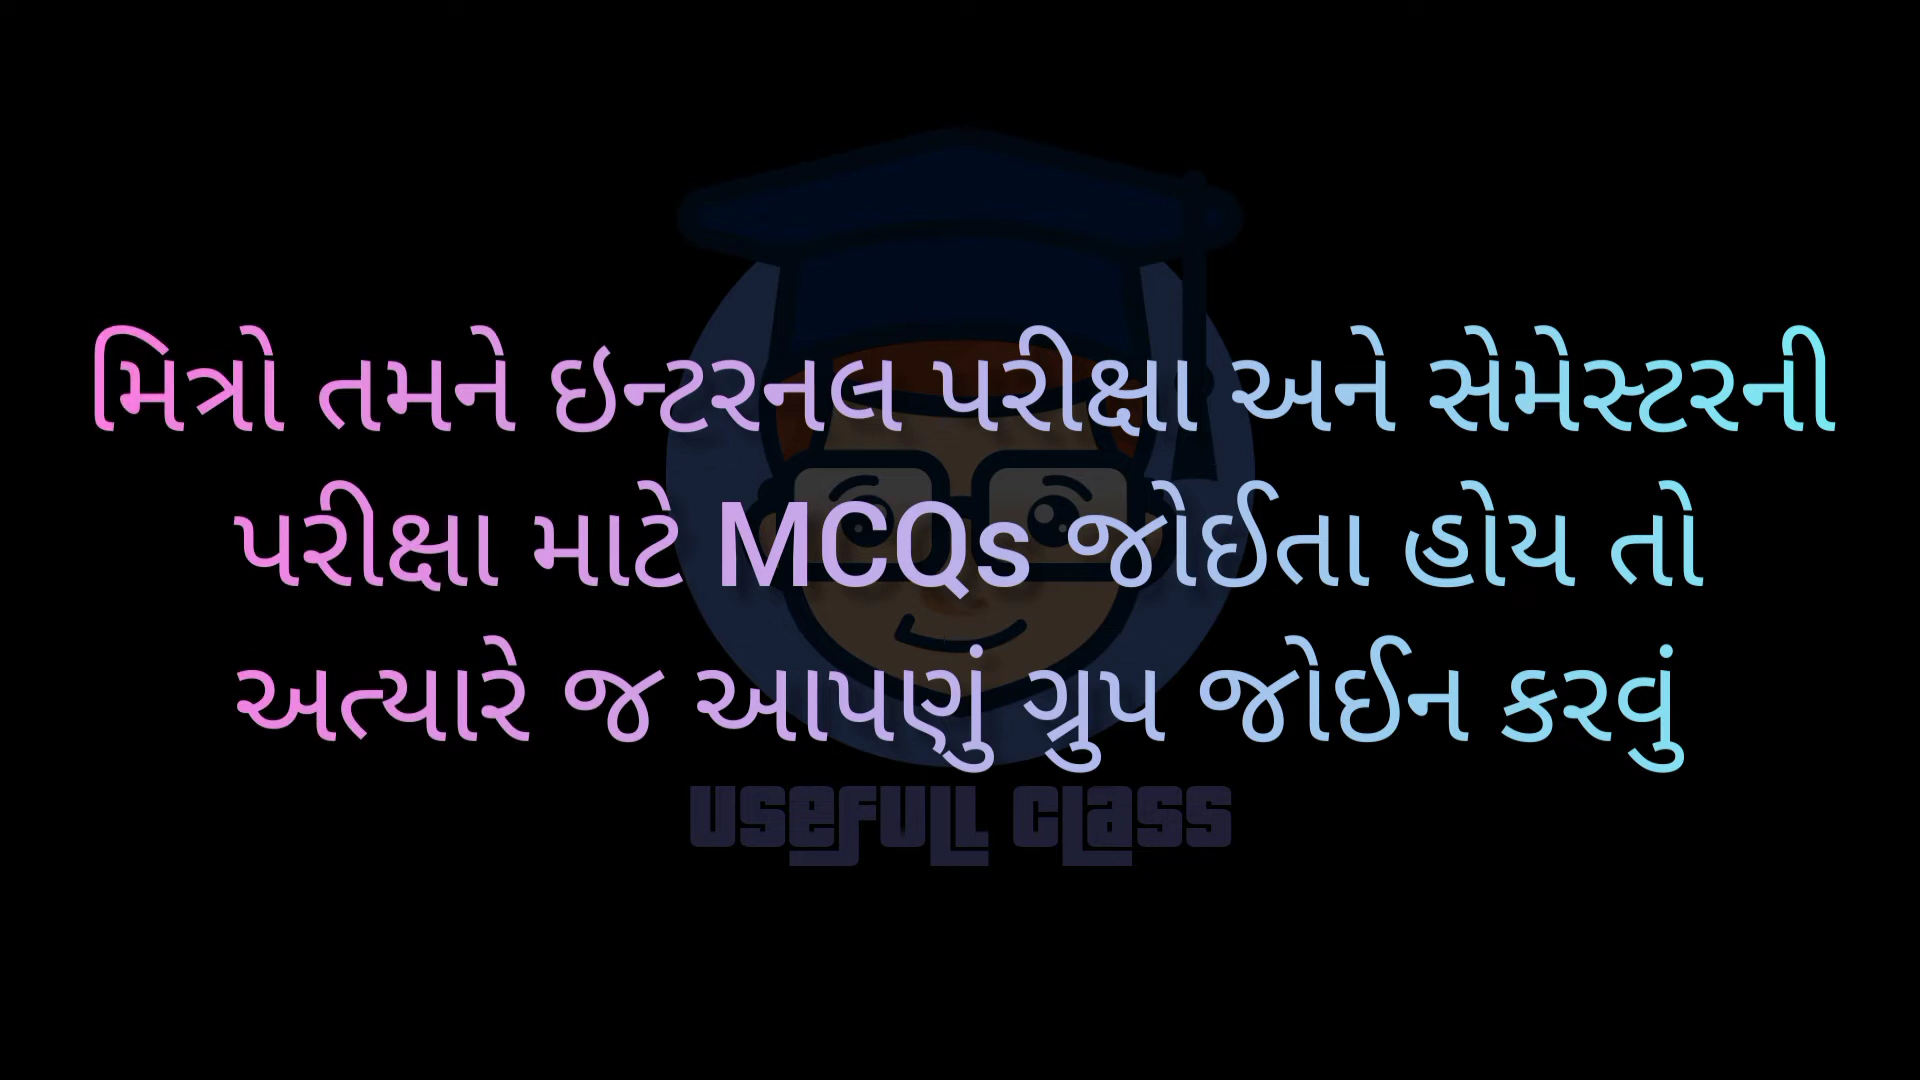 મિત્રો તમને ઇન્ટરનલ પરીક્ષા અને સેમેસ્ટરની
પરીક્ષા માટે MCQs જોઈતા હોય તો
અત્યારે જ આપણું ગ્રુપ જોઈન કરવું
USEFULL CLASS